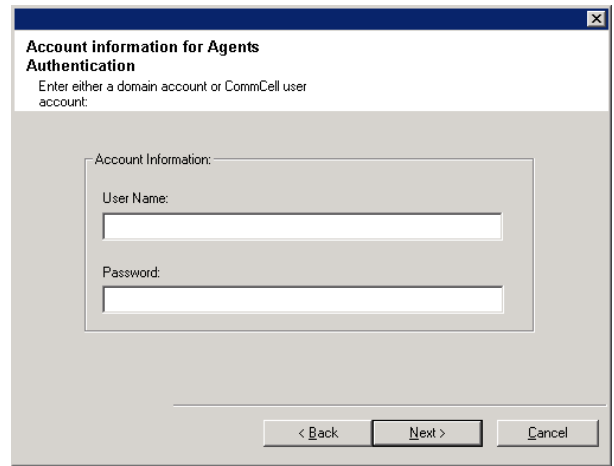 Account information for Agents
Authentication
Enter either a domain account or CommCell user
account:
Account Information:
User Name:
Password:
< Back
Next >
Cancel